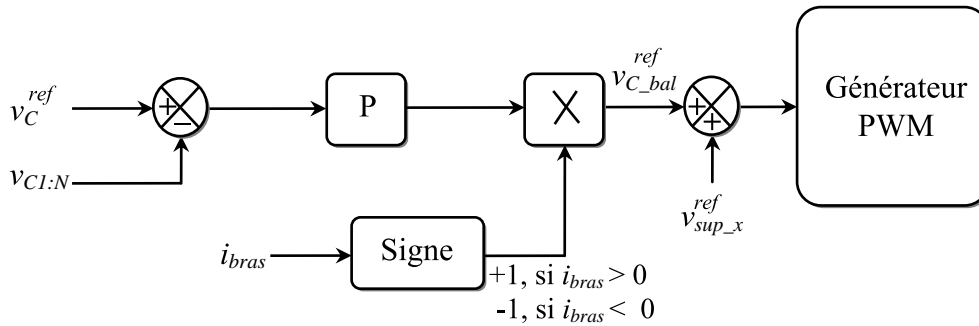 v_C^ref
+
−
v_C1:N
P
X
v_C_bal^ref
+
+
v_sup_x^ref
Générateur
PWM
i_bras
Signe
+1, si i_bras > 0
-1, si i_bras < 0